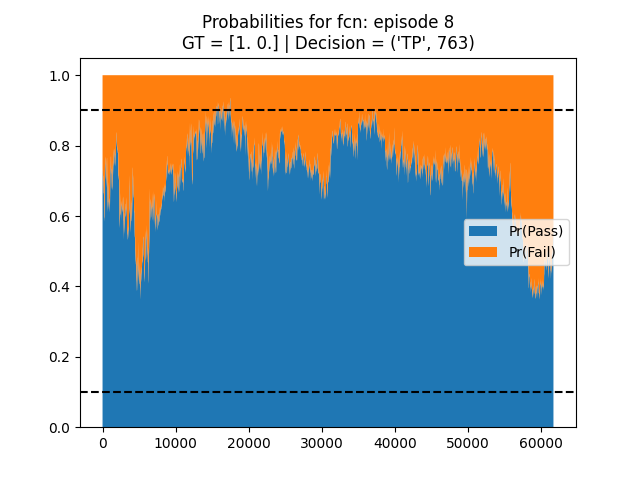 Probabilities for fcn: episode 8
GT = [1. 0.] | Decision = ('TP', 763)
1.0
0.8
0.6
0.4
0.2
0.0
Pr(Pass)
Pr(Fail)
0 10000 20000 30000 40000 50000 60000